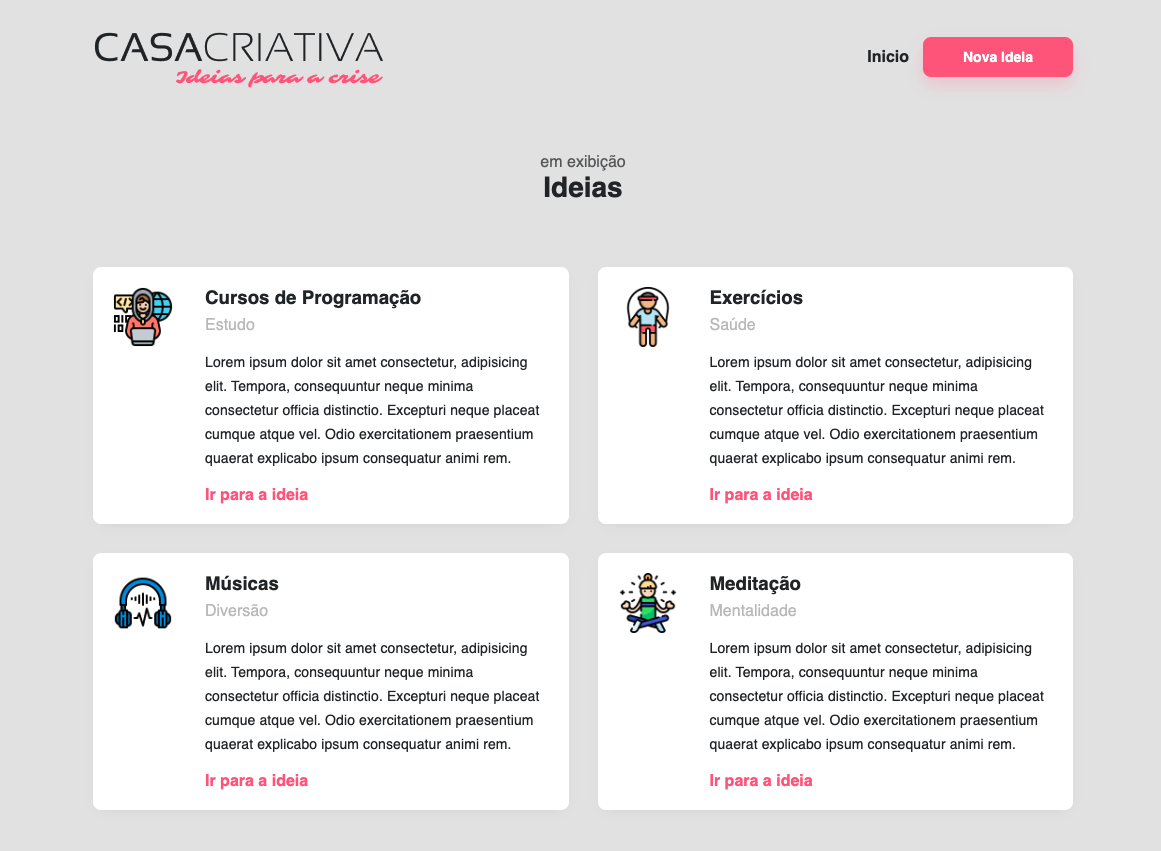 CASACRIATIVA
Ideias para a crise
Inicio
Nova Ideia
em exibição
Ideias
Cursos de Programação
Estudo
Lorem ipsum dolor sit amet consectetur, adipisicing
elit. Tempora, consequuntur neque minima
consectetur officia distinctio. Excepturi neque placeat
cumque atque vel. Odio exercitationem praesentium
quaerat explicabo ipsum consequatur animi rem.
Ir para a ideia
Exercícios
Saúde
Lorem ipsum dolor sit amet consectetur, adipisicing
elit. Tempora, consequuntur neque minima
consectetur officia distinctio. Excepturi neque placeat
cumque atque vel. Odio exercitationem praesentium
quaerat explicabo ipsum consequatur animi rem.
Ir para a ideia
Músicas
Diversão
Lorem ipsum dolor sit amet consectetur, adipisicing
elit. Tempora, consequuntur neque minima
consectetur officia distinctio. Excepturi neque placeat
cumque atque vel. Odio exercitationem praesentium
quaerat explicabo ipsum consequatur animi rem.
Ir para a ideia
Meditação
Mentalidade
Lorem ipsum dolor sit amet consectetur, adipisicing
elit. Tempora, consequuntur neque minima
consectetur officia distinctio. Excepturi neque placeat
cumque atque vel. Odio exercitationem praesentium
quaerat explicabo ipsum consequatur animi rem.
Ir para a ideia